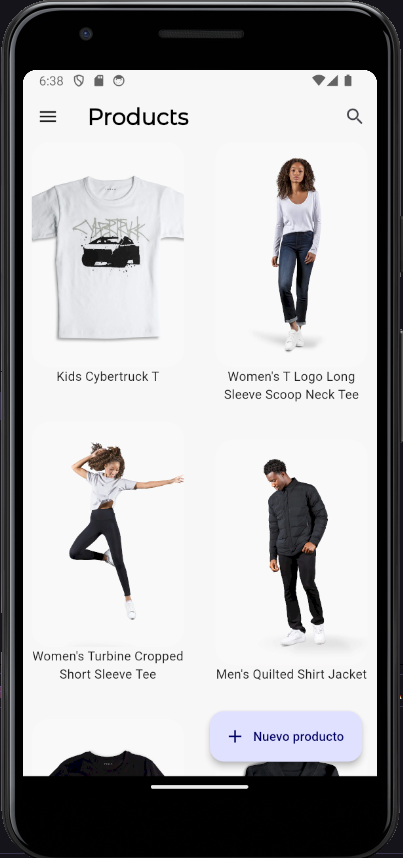 6:38
Products
CYBERTRUCK
Kids Cybertruck T
Women's T Logo Long
Sleeve Scoop Neck Tee
Women's Turbine Cropped
Short Sleeve Tee
Men's Quilted Shirt Jacket
Nuevo producto